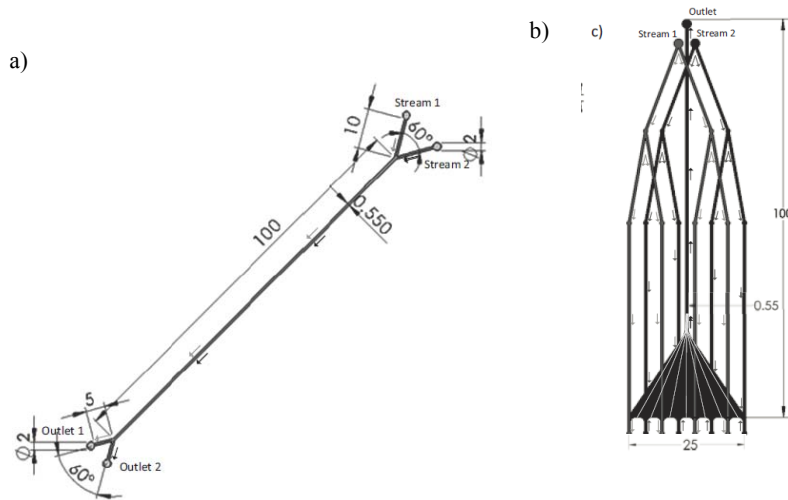 a)
Stream 1
10
60°
2
Ø
Stream 2
0.550
100
5
Outlet 1
2
Ø
60°
Outlet 2
b)
c)
Outlet
Stream 1
Stream 2
100
0.55
25